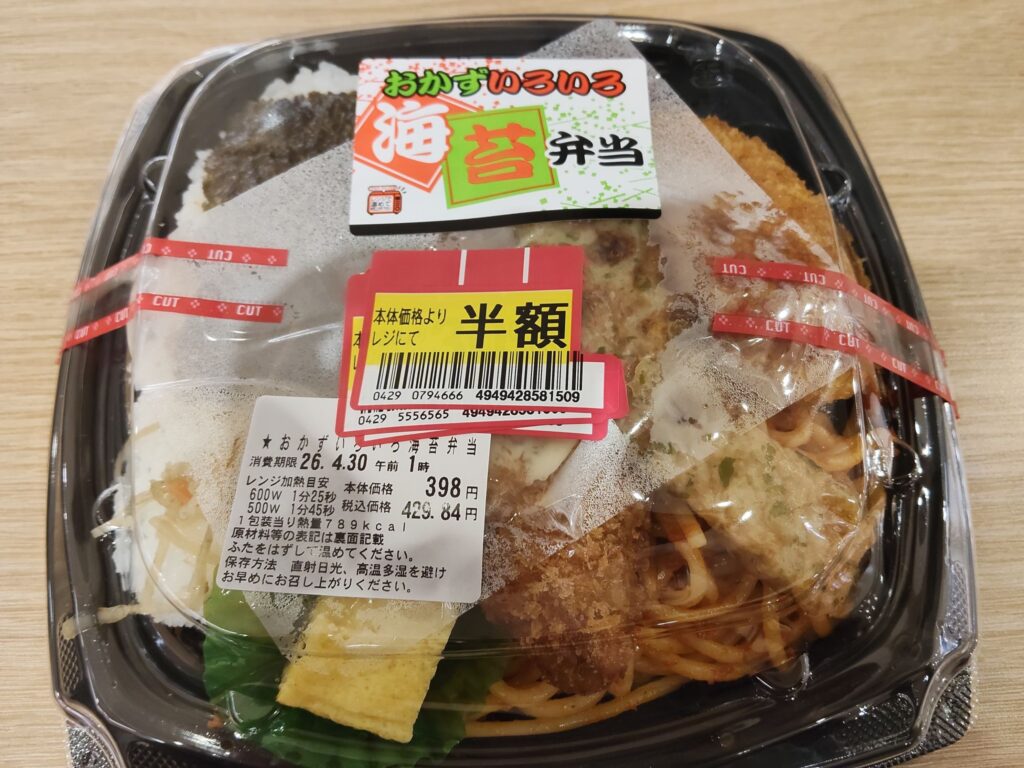 おかずいろいろ
海苔弁当
CUT CUT
CUT CUT
CUT CUT
CUT CUT
本体価格より
レジにて
半額
0429 0794666 4949428581509
0429 5556565 4949428581509
★おかずいろいろ海苔弁当
消費期限 26. 4.30 午前 1時
レンジ加熱目安 本体価格 398円
600W 1分25秒
500W 1分45秒 税込価格 429.84円
1包装当り熱量789kcal
原材料等の表記は裏面記載
ふたをはずして温めてください。
保存方法 直射日光、高温多湿を避け
お早めにお召し上がりください。